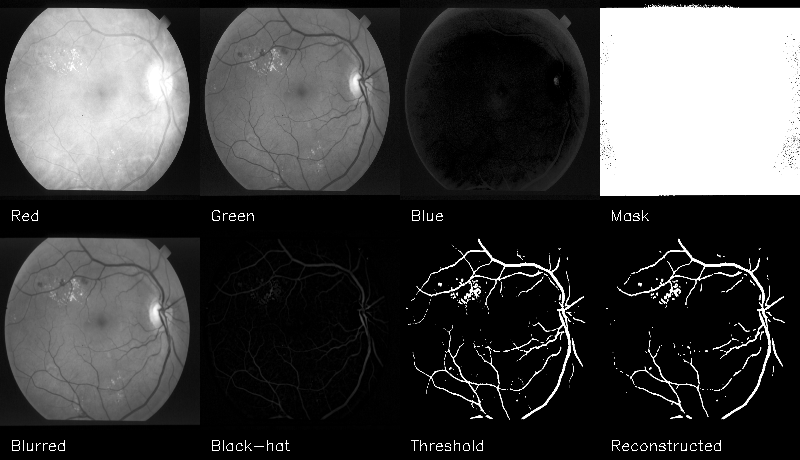 Red
Green
Blue
Mask
Blurred
Black-hat
Threshold
Reconstructed